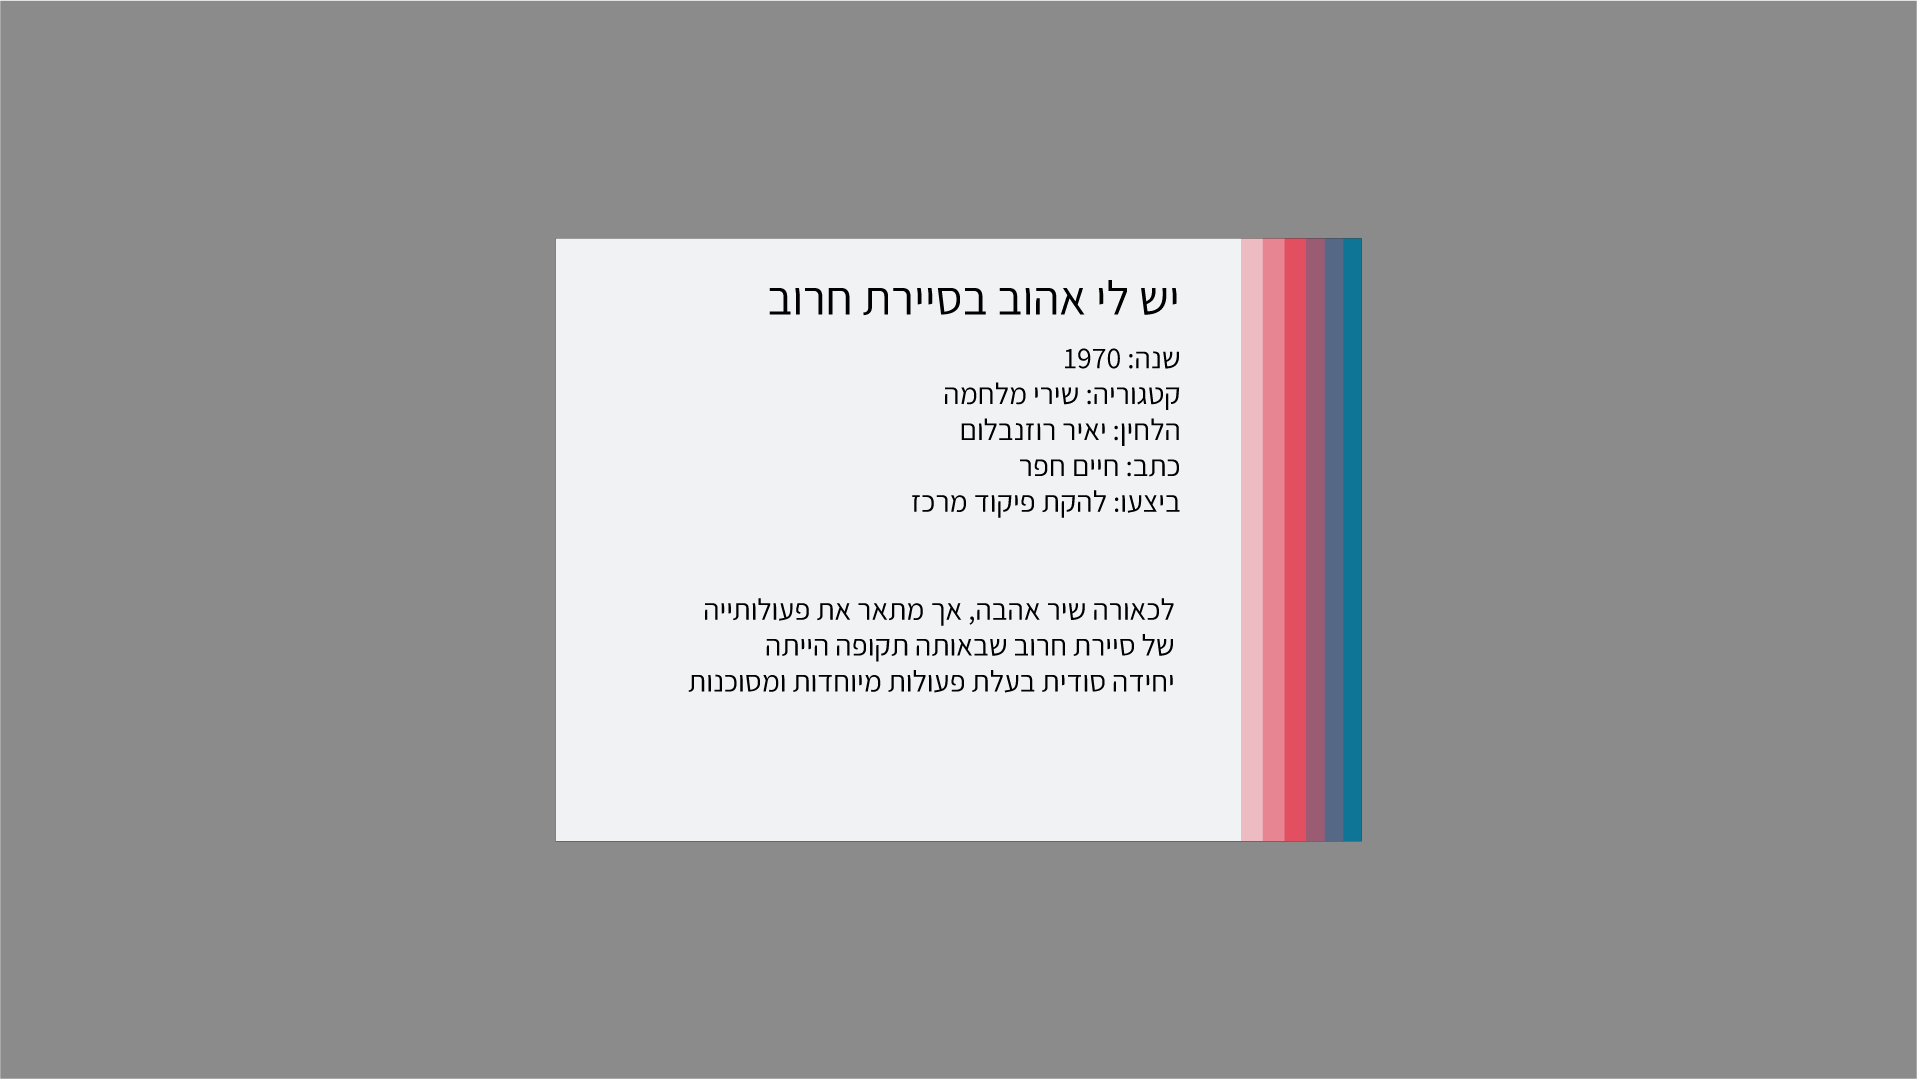 יש לי אהוב בסיירת חרוב
שנה: 1970
קטגוריה: שירי מלחמה
הלחין: יאיר רוזנבלום
כתב: חיים חפר
ביצעו: להקת פיקוד מרכז
לכאורה שיר אהבה, אך מתאר את פעולותייה
של סיירת חרוב שבאותה תקופה הייתה
יחידה סודית בעלת פעולות מיוחדות ומסוכנות